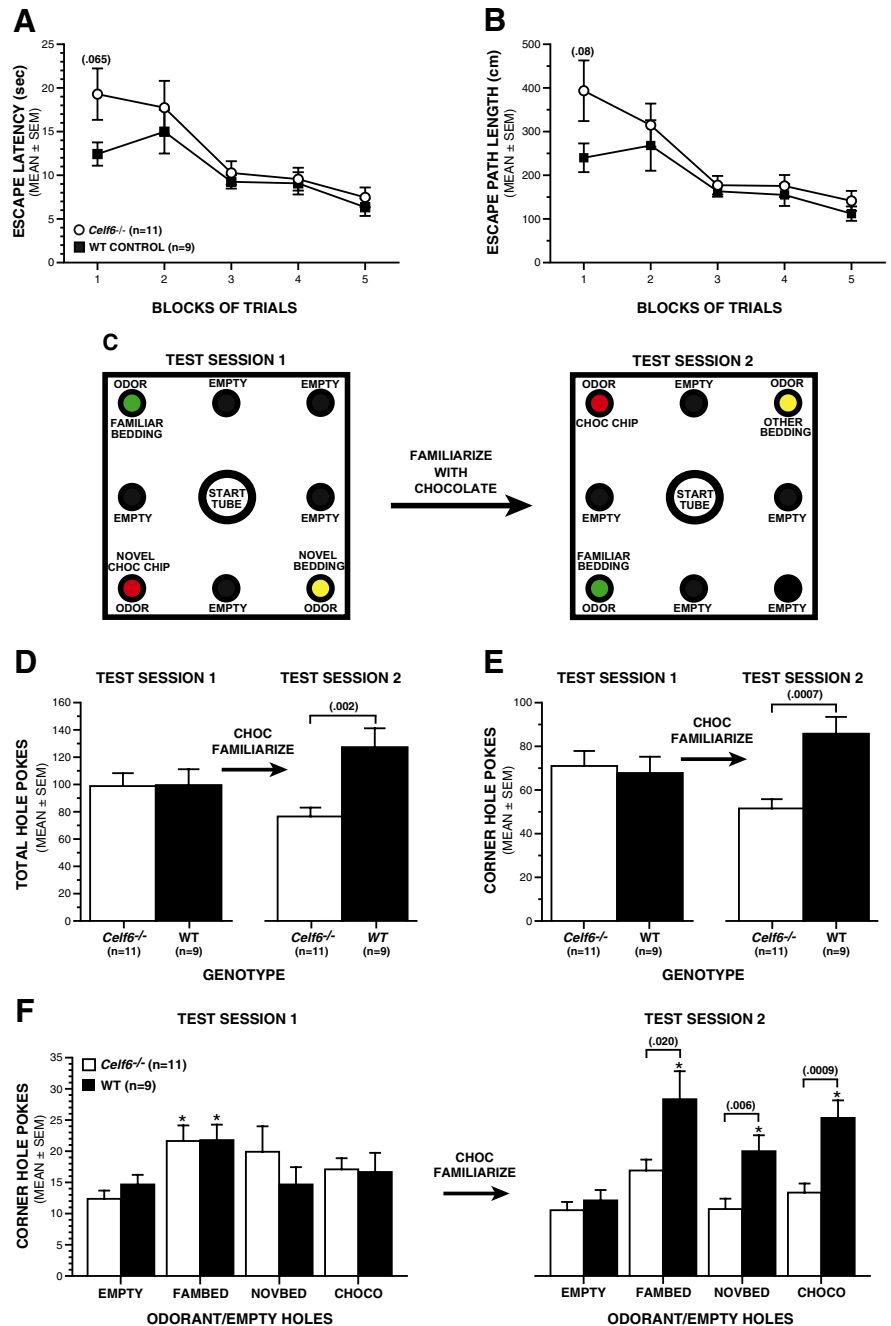 A
ESCAPE LATENCY (sec)
(MEAN ± SEM)
25
20
15
10
5
0
(.065)
Celf6-/- (n=11)
WT CONTROL (n=9)
1 2 3 4 5
BLOCKS OF TRIALS
B
ESCAPE PATH LENGTH (cm)
(MEAN ± SEM)
500
400
300
200
100
0
(.08)
1 2 3 4 5
BLOCKS OF TRIALS
C
TEST SESSION 1
ODOR EMPTY EMPTY
FAMILIAR
BEDDING
START
TUBE
EMPTY EMPTY
NOVEL
CHOC CHIP
NOVEL
BEDDING
ODOR EMPTY ODOR
FAMILIARIZE
WITH
CHOCOLATE
TEST SESSION 2
ODOR EMPTY ODOR
CHOC CHIP
OTHER
BEDDING
START
TUBE
EMPTY EMPTY
FAMILIAR
BEDDING
ODOR EMPTY EMPTY
D
TEST SESSION 1 TEST SESSION 2
TOTAL HOLE POKES
(MEAN ± SEM)
160
140
120
100
80
60
40
20
0
CHOC
FAMILIARIZE
(.002)
Celf6-/- WT Celf6-/- WT
(n=11) (n=9) (n=11) (n=9)
GENOTYPE
E
TEST SESSION 1 TEST SESSION 2
CORNER HOLE POKES
(MEAN ± SEM)
100
80
60
40
20
0
CHOC
FAMILIARIZE
(.0007)
Celf6-/- WT Celf6-/- WT
(n=11) (n=9) (n=11) (n=9)
GENOTYPE
F
TEST SESSION 1
CORNER HOLE POKES
(MEAN ± SEM)
35
30
25
20
15
10
5
0
Celf6-/- (n=11)
WT (n=9)
* *
EMPTY FAMBED NOVBED CHOCO
ODORANT/EMPTY HOLES
CHOC
FAMILIARIZE
TEST SESSION 2
(.020)
*
(.006)
*
(.0009)
*
EMPTY FAMBED NOVBED CHOCO
ODORANT/EMPTY HOLES